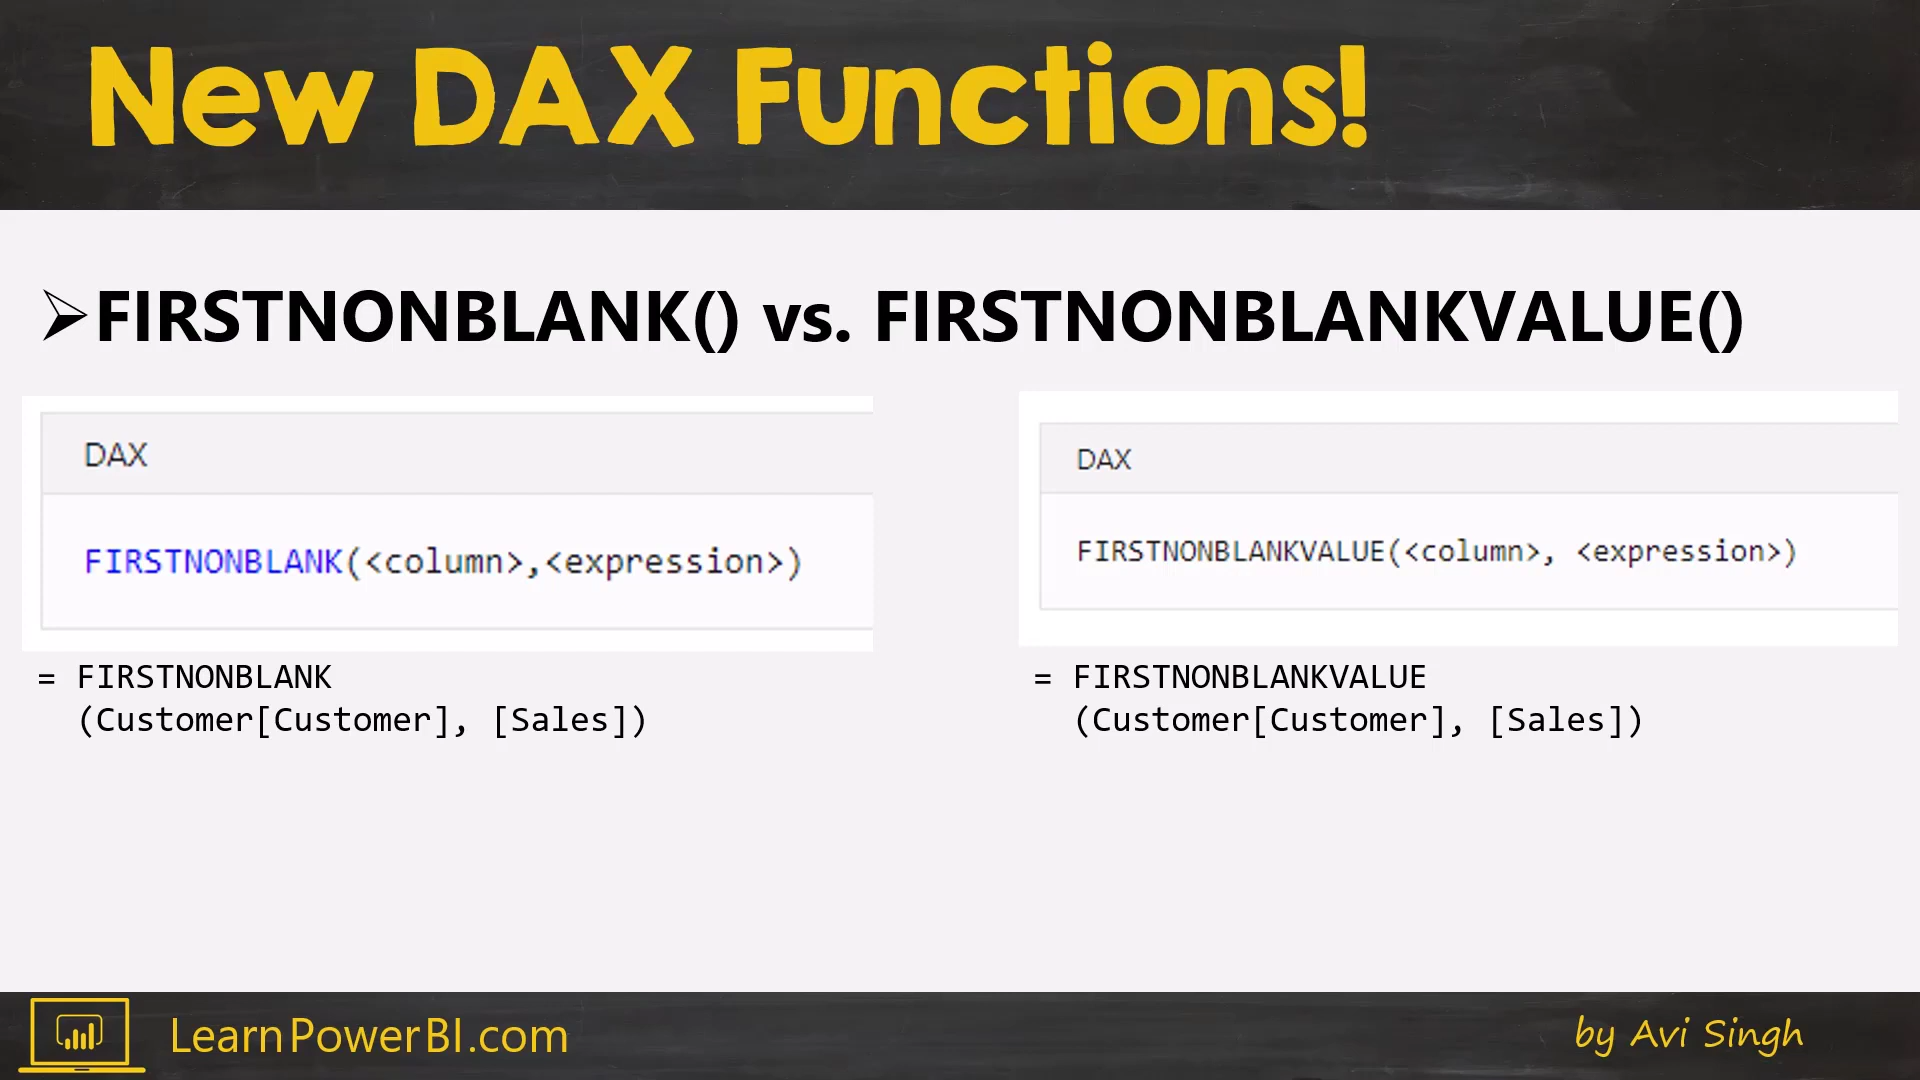 New DAX Functions!
➢FIRSTNONBLANK() vs. FIRSTNONBLANKVALUE()
DAX
FIRSTNONBLANK(<column>,<expression>)
= FIRSTNONBLANK
(Customer[Customer], [Sales])
DAX
FIRSTNONBLANKVALUE(<column>, <expression>)
= FIRSTNONBLANKVALUE
(Customer[Customer], [Sales])
LearnPowerBI.com
by Avi Singh